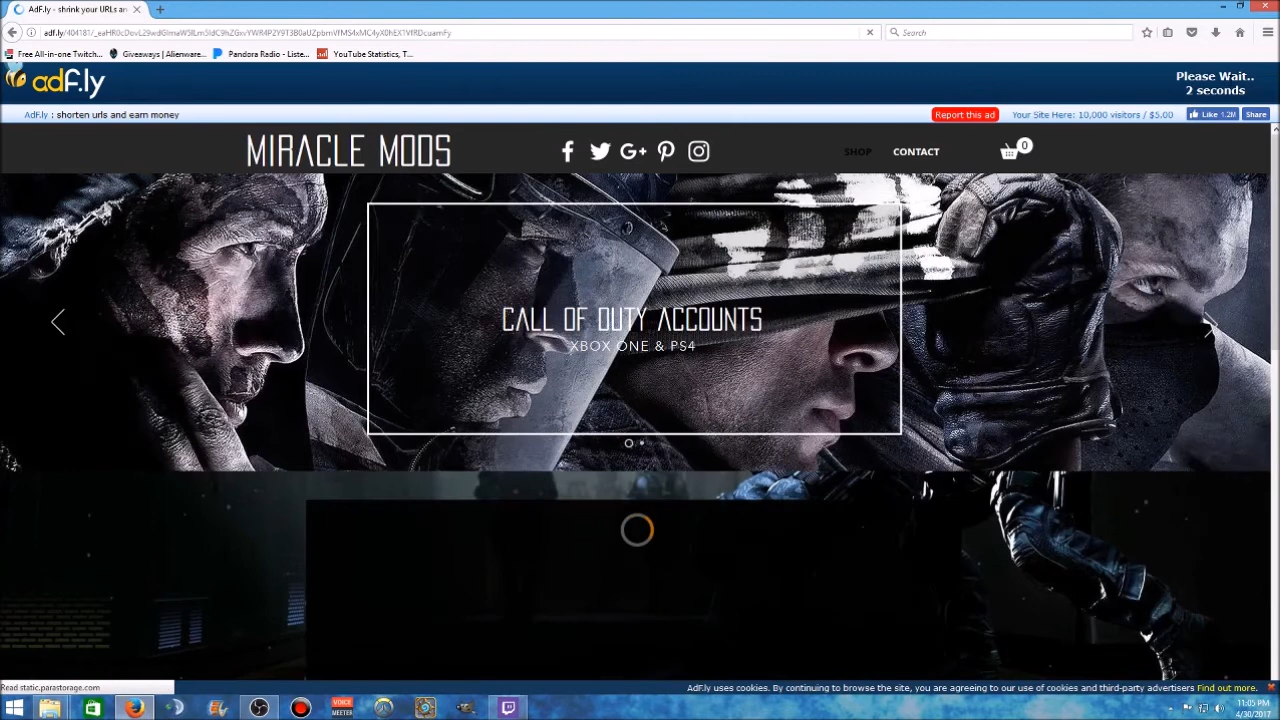 AdF.ly - shrink your URLs an
Search
Free All-in-one Twitch...
Giveaways | Alienware...
Pandora Radio - Liste...
YouTube Statistics, T...
adf.ly
Please Wait..
2 seconds
AdF.ly : shorten urls and earn money
Report this ad
Your Site Here: 10,000 visitors / $5.00
Like 1.2M
Share
MIRACLE MODS
SHOP
CONTACT
0
CALL OF DUTY ACCOUNTS
XBOX ONE & PS4
Read static.parastorage.com
AdF.ly uses cookies. By continuing to browse the site, you are agreeing to our use of cookies and third-party advertisers Find out more.
VOICE
MEETER
11:05 PM
4/30/2017